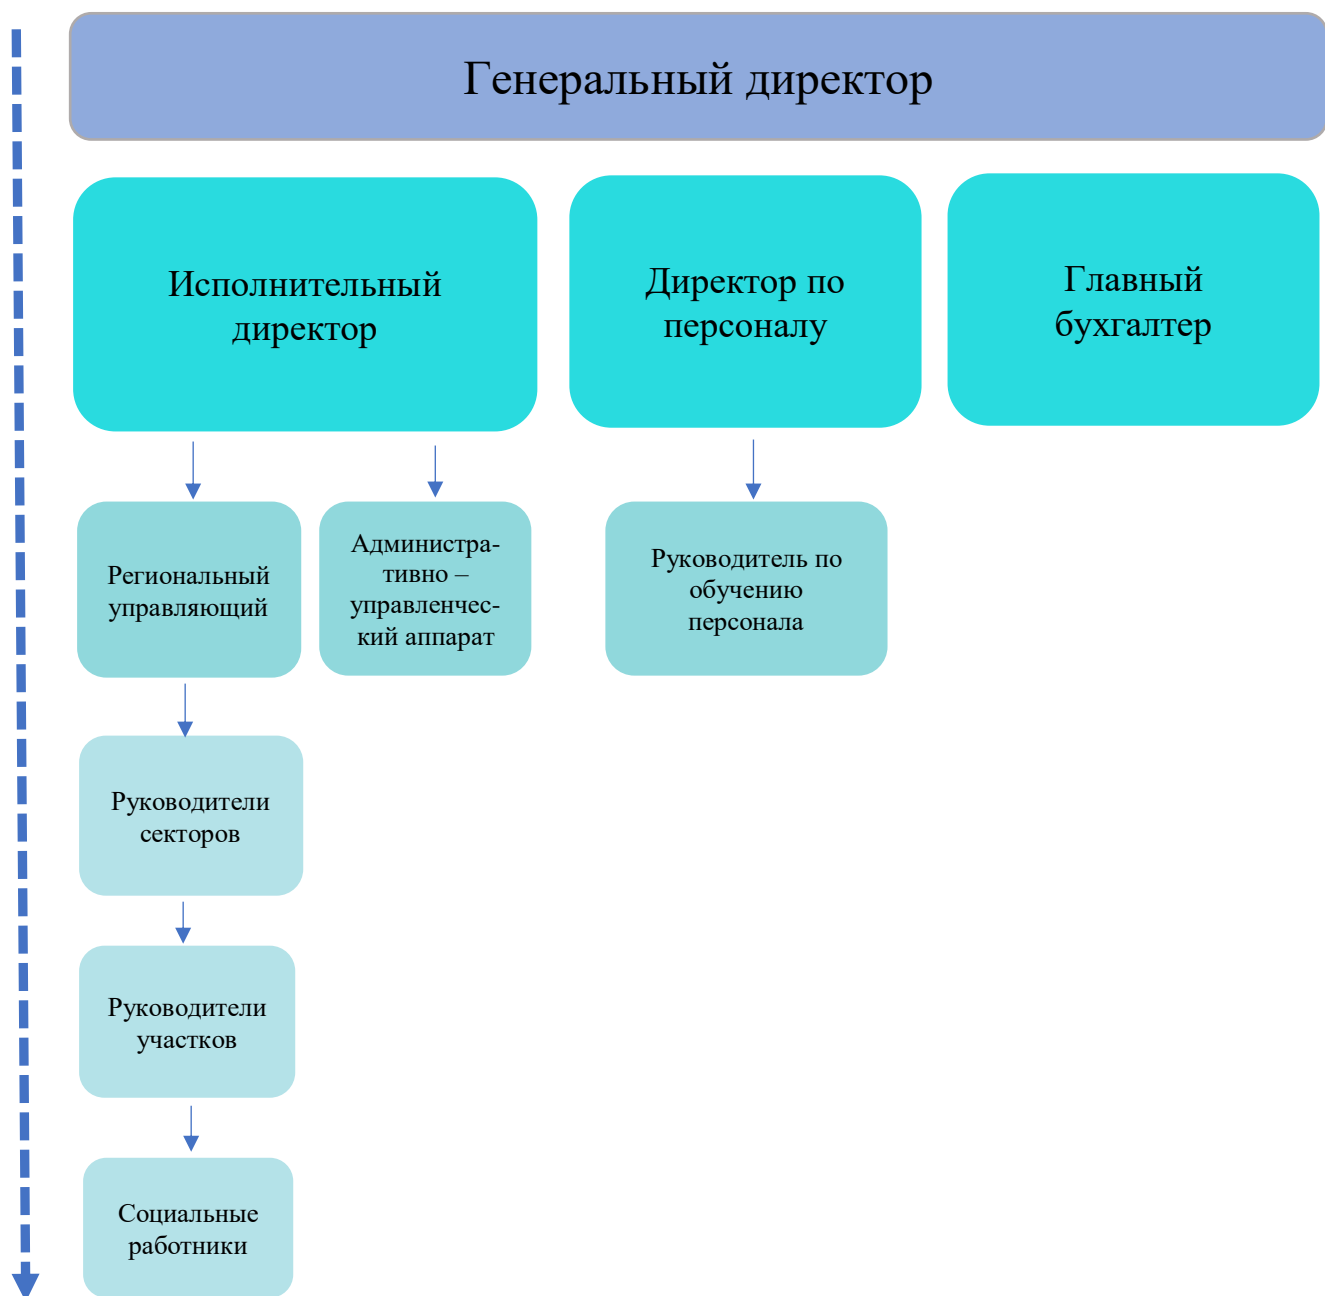 Генеральный директор
Исполнительный
директор
Директор по
персоналу
Главный
бухгалтер
Региональный
управляющий
Администра-
тивно –
управленчес-
кий аппарат
Руководитель по
обучению
персонала
Руководители
секторов
Руководители
участков
Социальные
работники